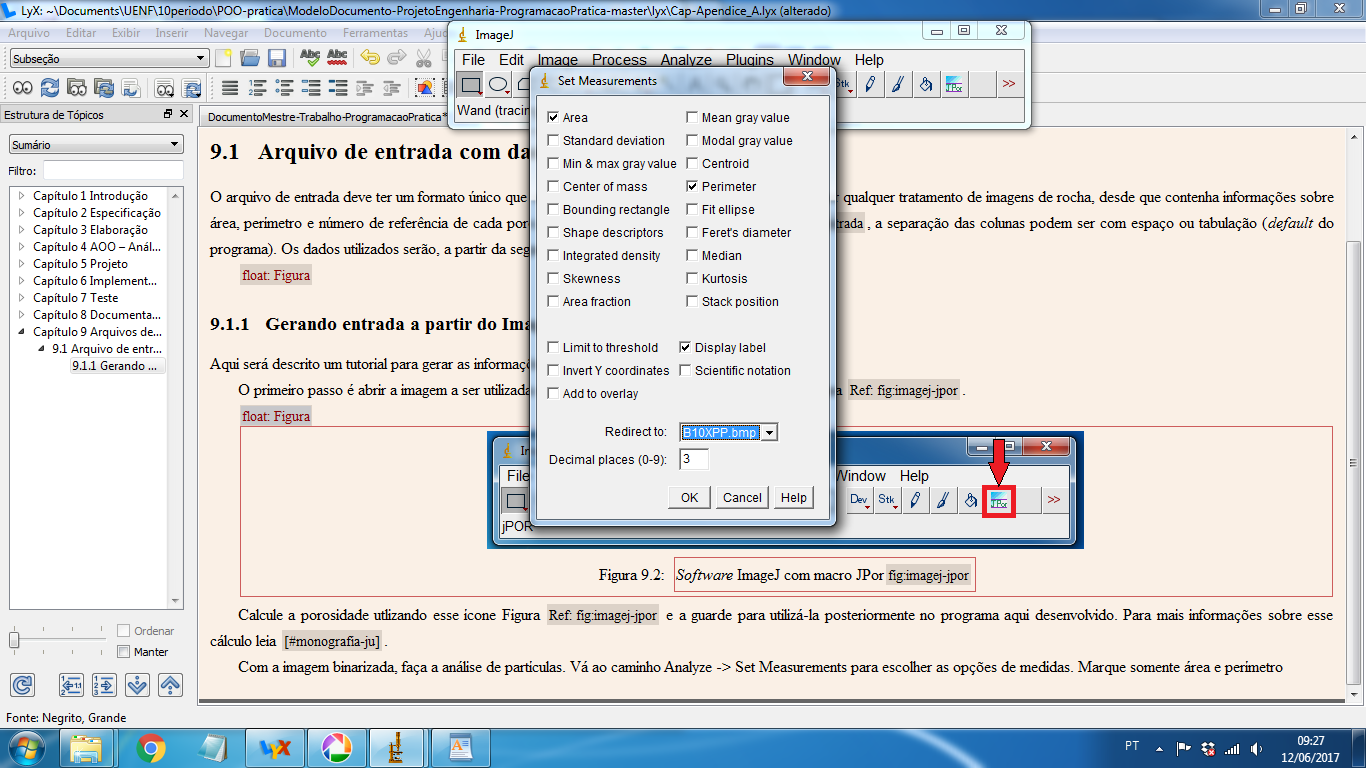 LyX: ~\Documents\UENF\10periodo\POO-pratica\ModeloDocumento-ProjetoEngenharia-ProgramacaoPratica-master\lyx\Cap-Apendice_A.lyx (alterado)
Arquivo Editar Exibir Inserir Navegar Documento Ferramentas Aju
Subseção
Estrutura de Tópicos
Sumário
Filtro:
Capítulo 1 Introdução
Capítulo 2 Especificação
Capítulo 3 Elaboração
Capítulo 4 AOO – Anál...
Capítulo 5 Projeto
Capítulo 6 Implement...
Capítulo 7 Teste
Capítulo 8 Documenta...
Capítulo 9 Arquivos de...
9.1 Arquivo de entr...
9.1.1 Gerando ...
Ordenar
Manter
Fonte: Negrito, Grande
ImageJ
File Edit Image Process Analyze Plugins Window Help
Stk JPor >>
Wand (tracin
Set Measurements
Area Mean gray value
Standard deviation Modal gray value
Min & max gray value Centroid
Center of mass Perimeter
Bounding rectangle Fit ellipse
Shape descriptors Feret's diameter
Integrated density Median
Skewness Kurtosis
Area fraction Stack position
Limit to threshold Display label
Invert Y coordinates Scientific notation
Add to overlay
Redirect to: B10XPP.bmp
Decimal places (0-9): 3
OK Cancel Help
DocumentoMestre-Trabalho-ProgramacaoPratica*
9.1 Arquivo de entrada com da
O arquivo de entrada deve ter um formato único que qualquer tratamento de imagens de rocha, desde que contenha informações sobre
área, perímetro e número de referência de cada por rada , a separação das colunas podem ser com espaço ou tabulação (default do
programa). Os dados utilizados serão, a partir da seg
float: Figura
9.1.1 Gerando entrada a partir do Ima
Aqui será descrito um tutorial para gerar as informaçõ
O primeiro passo é abrir a imagem a ser utilizada a Ref: fig:imagej-jpor .
float: Figura
File Window Help
Dev Stk JPor >>
jPOR
Figura 9.2: Software ImageJ com macro JPor fig:imagej-jpor
Calcule a porosidade utlizando esse ícone Figura Ref: fig:imagej-jpor e a guarde para utilizá-la posteriormente no programa aqui desenvolvido. Para mais informações sobre esse
cálculo leia [#monografia-ju] .
Com a imagem binarizada, faça a análise de partículas. Vá ao caminho Analyze -> Set Measurements para escolher as opções de medidas. Marque somente área e perímetro
PT
09:27
12/06/2017